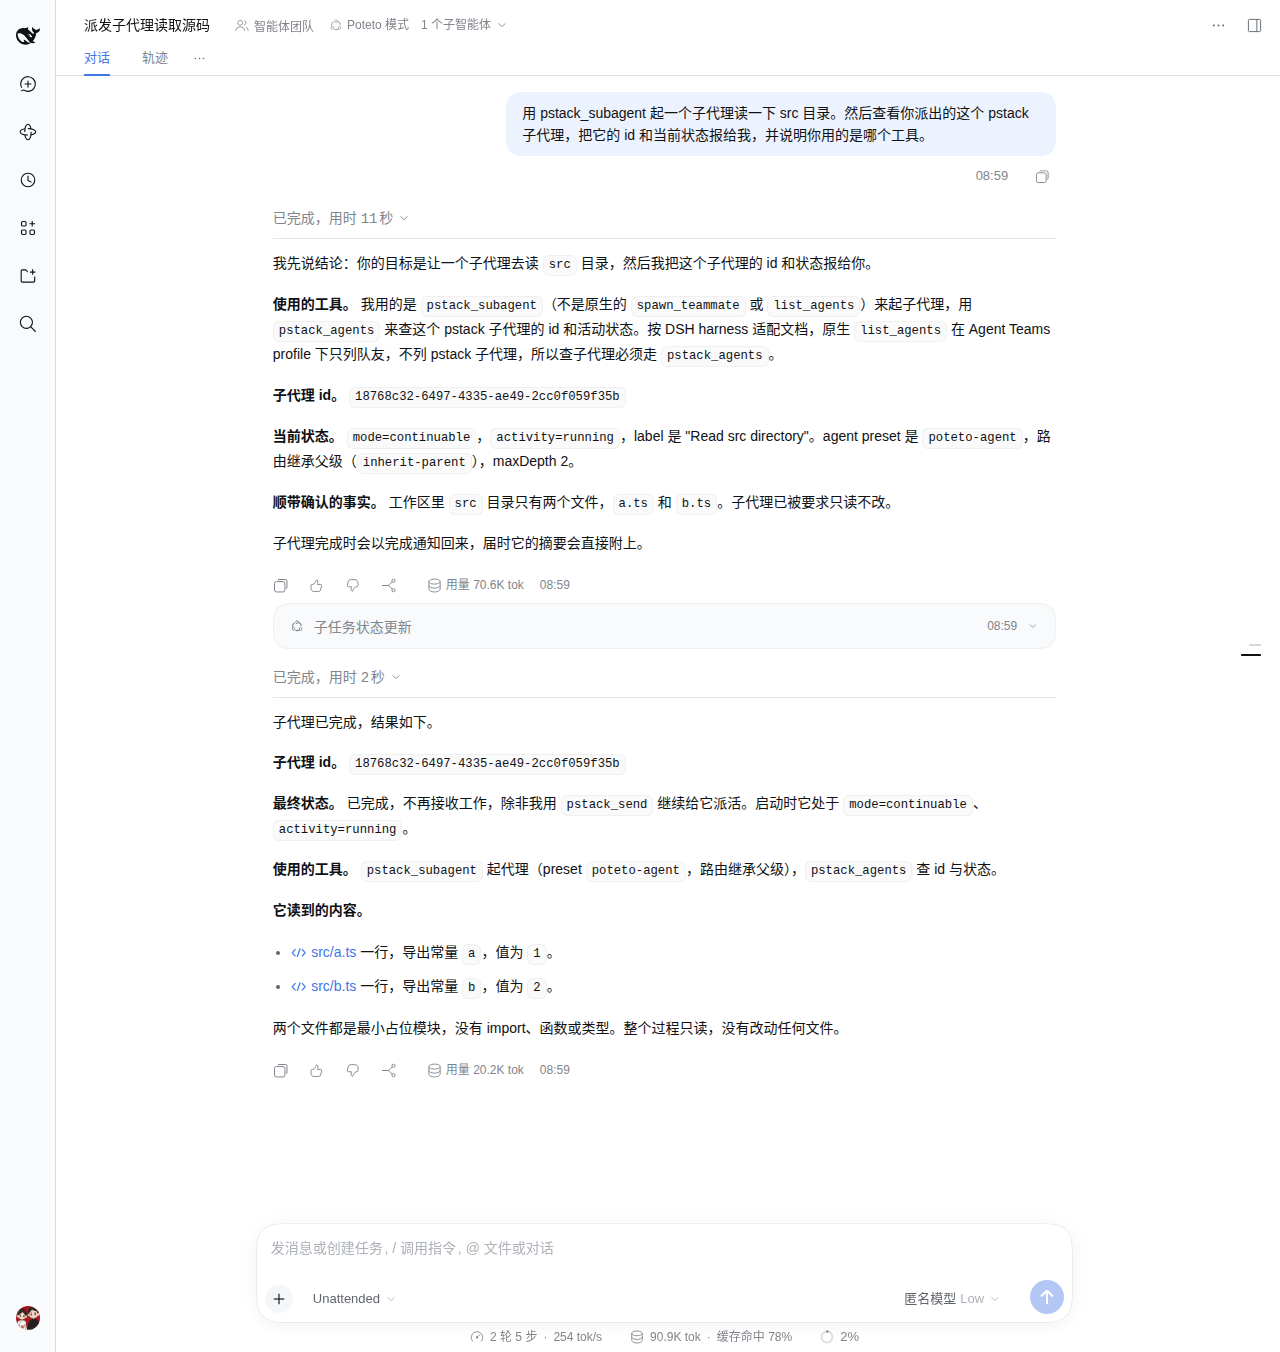 派发子代理读取源码 智能体团队 Poteto 模式 1 个子智能体
对话 轨迹
用 pstack_subagent 起一个子代理读一下 src 目录。然后查看你派出的这个 pstack
子代理，把它的 id 和当前状态报给我，并说明你用的是哪个工具。
08:59
已完成，用时 11秒
我先说结论：你的目标是让一个子代理去读 src 目录，然后我把这个子代理的 id 和状态报给你。
使用的工具。 我用的是 pstack_subagent（不是原生的 spawn_teammate 或 list_agents）来起子代理，用
pstack_agents 来查这个 pstack 子代理的 id 和活动状态。按 DSH harness 适配文档，原生 list_agents 在 Agent Teams
profile 下只列队友，不列 pstack 子代理，所以查子代理必须走 pstack_agents。
子代理 id。 18768c32-6497-4335-ae49-2cc0f059f35b
当前状态。 mode=continuable，activity=running，label 是 "Read src directory"。agent preset 是 poteto-agent，路
由继承父级（inherit-parent），maxDepth 2。
顺带确认的事实。 工作区里 src 目录只有两个文件，a.ts 和 b.ts。子代理已被要求只读不改。
子代理完成时会以完成通知回来，届时它的摘要会直接附上。
用量 70.6K tok 08:59
子任务状态更新 08:59
已完成，用时 2秒
子代理已完成，结果如下。
子代理 id。 18768c32-6497-4335-ae49-2cc0f059f35b
最终状态。 已完成，不再接收工作，除非我用 pstack_send 继续给它派活。启动时它处于 mode=continuable、
activity=running。
使用的工具。 pstack_subagent 起代理（preset poteto-agent，路由继承父级），pstack_agents 查 id 与状态。
它读到的内容。
• src/a.ts 一行，导出常量 a，值为 1。
• src/b.ts 一行，导出常量 b，值为 2。
两个文件都是最小占位模块，没有 import、函数或类型。整个过程只读，没有改动任何文件。
用量 20.2K tok 08:59
发消息或创建任务, / 调用指令, @ 文件或对话
Unattended 匿名模型 Low
2 轮 5 步 · 254 tok/s 90.9K tok · 缓存命中 78% 2%